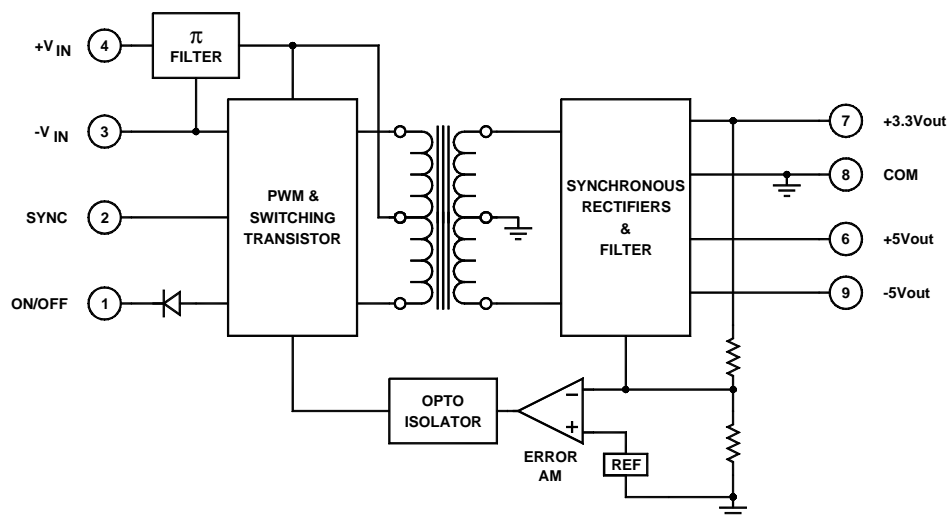 +V IN
4
π
FILTER
-V IN
3
SYNC
2
ON/OFF
1
PWM &
SWITCHING
TRANSISTOR
SYNCHRONOUS
RECTIFIERS
&
FILTER
7
+3.3Vout
8
COM
6
+5Vout
9
-5Vout
OPTO
ISOLATOR
−
+
ERROR
AM
REF